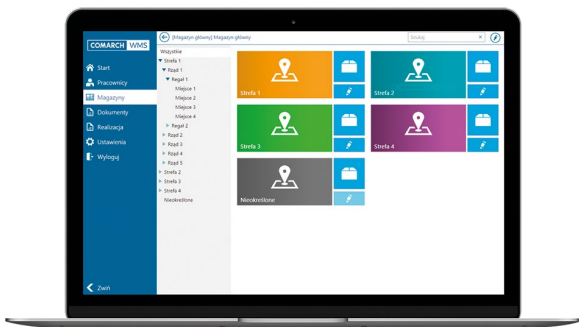 COMARCH WMS
[Magazyn główny] Magazyn główny
Szukaj
Start
Pracownicy
Magazyny
Dokumenty
Realizacja
Ustawienia
Wyloguj
Zwiń
Wszystkie
Strefa 1
Rząd 1
Regał 1
Miejsce 1
Miejsce 2
Miejsce 3
Miejsce 4
Regał 2
Rząd 2
Rząd 3
Rząd 4
Rząd 5
Strefa 2
Strefa 3
Strefa 4
Nieokreślone
Strefa 1
Strefa 2
Strefa 3
Strefa 4
Nieokreślone